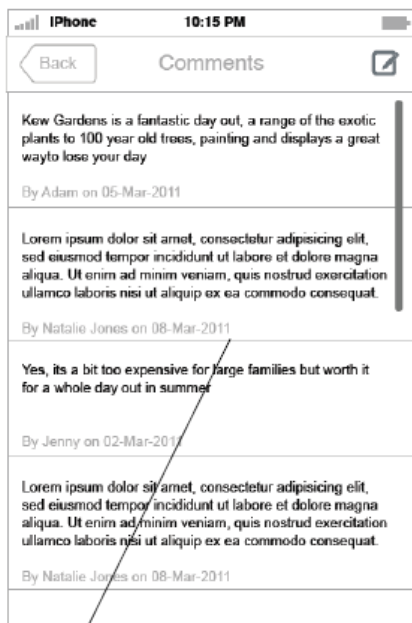 iPhone 10:15 PM
Back Comments
Kew Gardens is a fantastic day out, a range of the exotic
plants to 100 year old trees, painting and displays a great
wayto lose your day
By Adam on 05-Mar-2011
Lorem ipsum dolor sit amet, consectetur adipisicing elit,
sed eiusmod tempor incididunt ut labore et dolore magna
aliqua. Ut enim ad minim veniam, quis nostrud exercitation
ullamco laboris nisi ut aliquip ex ea commodo consequat.
By Natalie Jones on 08-Mar-2011
Yes, its a bit too expensive for large families but worth it
for a whole day out in summer
By Jenny on 02-Mar-2011
Lorem ipsum dolor sit amet, consectetur adipisicing elit,
sed eiusmod tempor incididunt ut labore et dolore magna
aliqua. Ut enim ad minim veniam, quis nostrud exercitation
ullamco laboris nisi ut aliquip ex ea commodo consequat.
By Natalie Jones on 08-Mar-2011